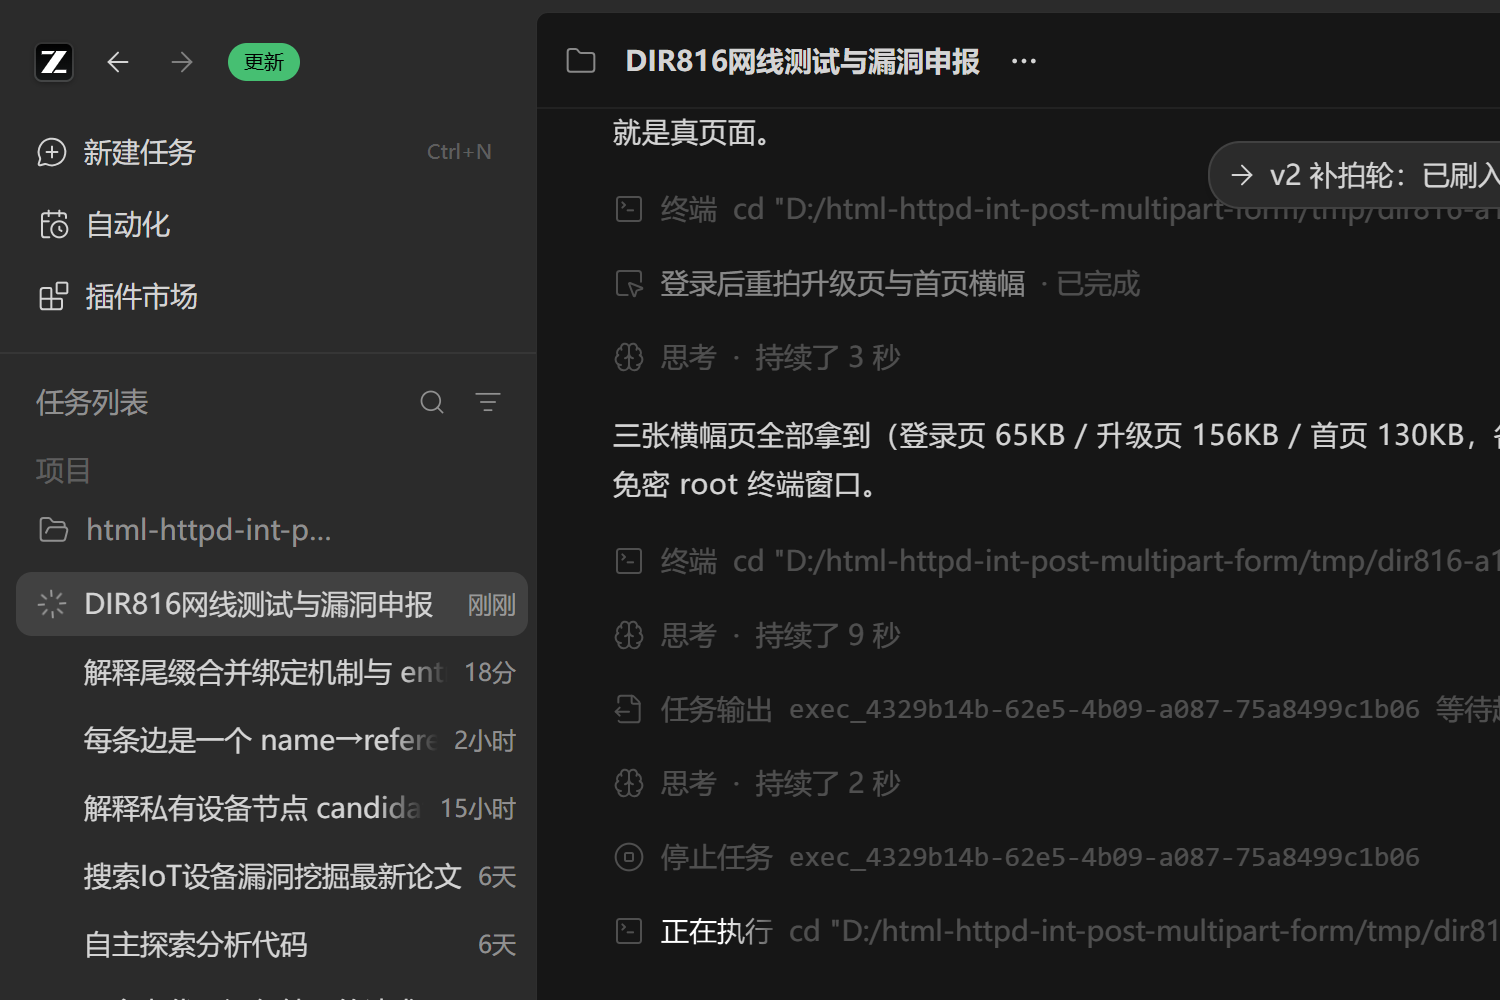 Z
更新
新建任务 Ctrl+N
自动化
插件市场
任务列表
项目
html-httpd-int-p...
DIR816网线测试与漏洞申报 刚刚
解释尾缀合并绑定机制与 ent 18分
每条边是一个 name→refere 2小时
解释私有设备节点 candida 15小时
搜索IoT设备漏洞挖掘最新论文 6天
自主探索分析代码 6天
DIR816网线测试与漏洞申报 ···
就是真页面。
v2 补拍轮：已刷入
终端 cd "D:/html-httpd-int-post-multipart-form/tmp/dir816-a1
登录后重拍升级页与首页横幅 · 已完成
思考 · 持续了 3 秒
三张横幅页全部拿到（登录页 65KB / 升级页 156KB / 首页 130KB，
免密 root 终端窗口。
终端 cd "D:/html-httpd-int-post-multipart-form/tmp/dir816-a1
思考 · 持续了 9 秒
任务输出 exec_4329b14b-62e5-4b09-a087-75a8499c1b06 等待
思考 · 持续了 2 秒
停止任务 exec_4329b14b-62e5-4b09-a087-75a8499c1b06
正在执行 cd "D:/html-httpd-int-post-multipart-form/tmp/dir81